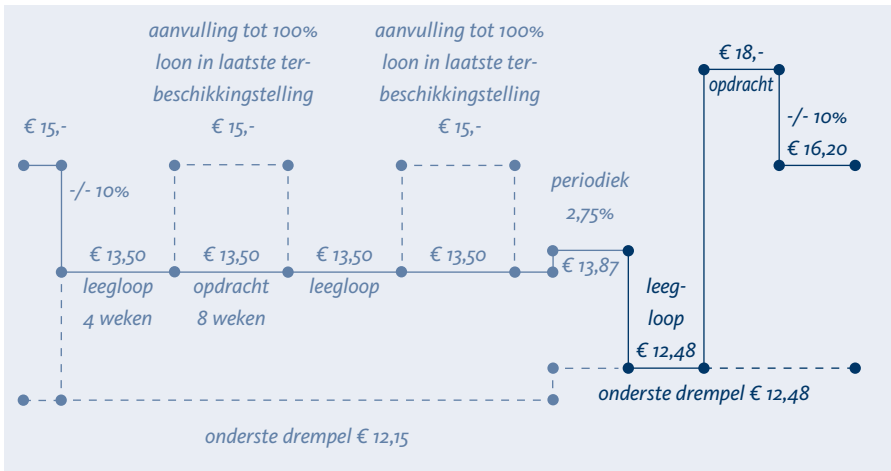 aanvulling tot 100%
loon in laatste ter-
beschikkingstelling
€ 15,-
aanvulling tot 100%
loon in laatste ter-
beschikkingstelling
€ 15,-
€ 15,-
-/- 10%
€ 13,50
leegloop
4 weken
€ 13,50
opdracht
8 weken
€ 13,50
leegloop
€ 13,50
periodiek
2,75%
€ 13,87
leeg-
loop
€ 12,48
€ 18,-
opdracht
-/- 10%
€ 16,20
onderste drempel € 12,48
onderste drempel € 12,15